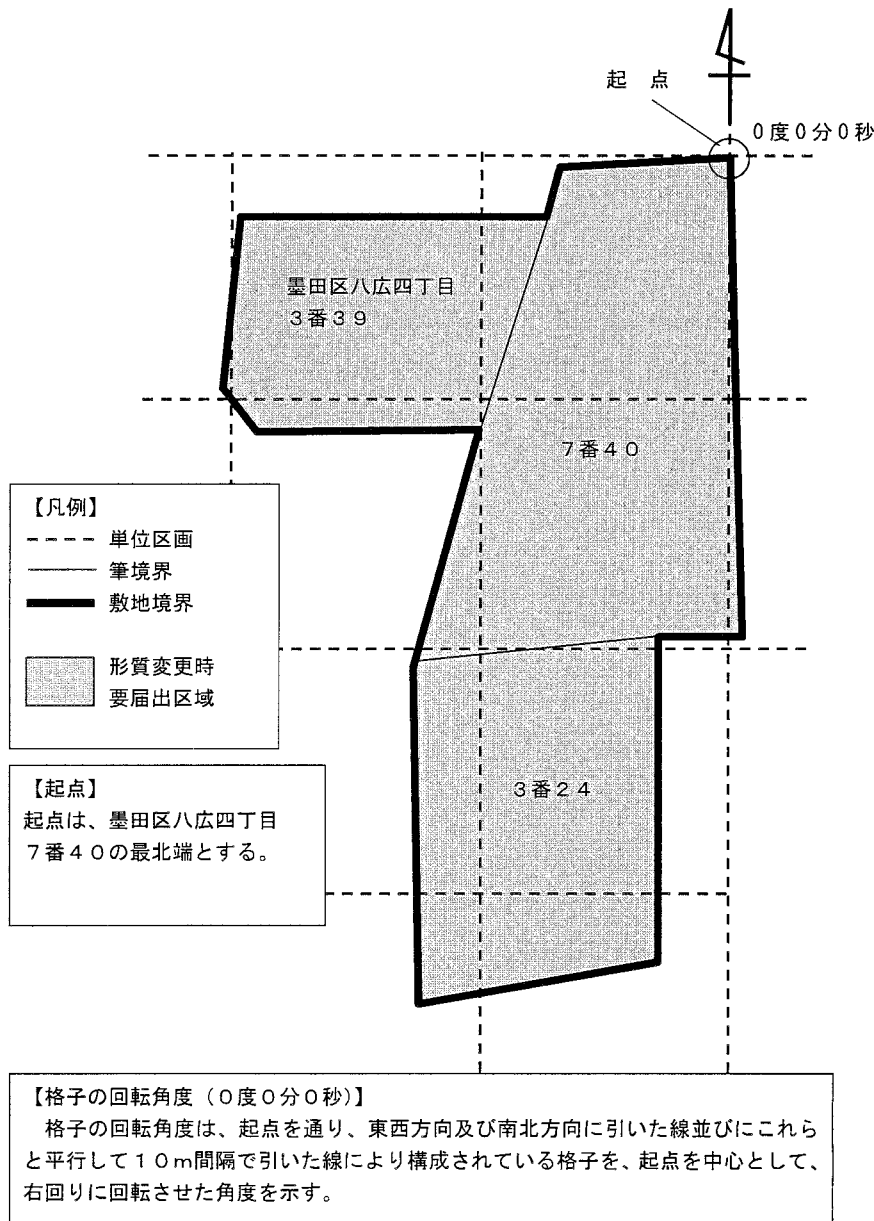 起　点
０度０分０秒
墨田区八広四丁目
３番３９
７番４０
【凡例】
単位区画
筆境界
敷地境界
形質変更時
要届出区域
【起点】
起点は、墨田区八広四丁目
７番４０の最北端とする。
３番２４
【格子の回転角度（０度０分０秒）】
　格子の回転角度は、起点を通り、東西方向及び南北方向に引いた線並びにこれら
と平行して１０ｍ間隔で引いた線により構成されている格子を、起点を中心として、
右回りに回転させた角度を示す。